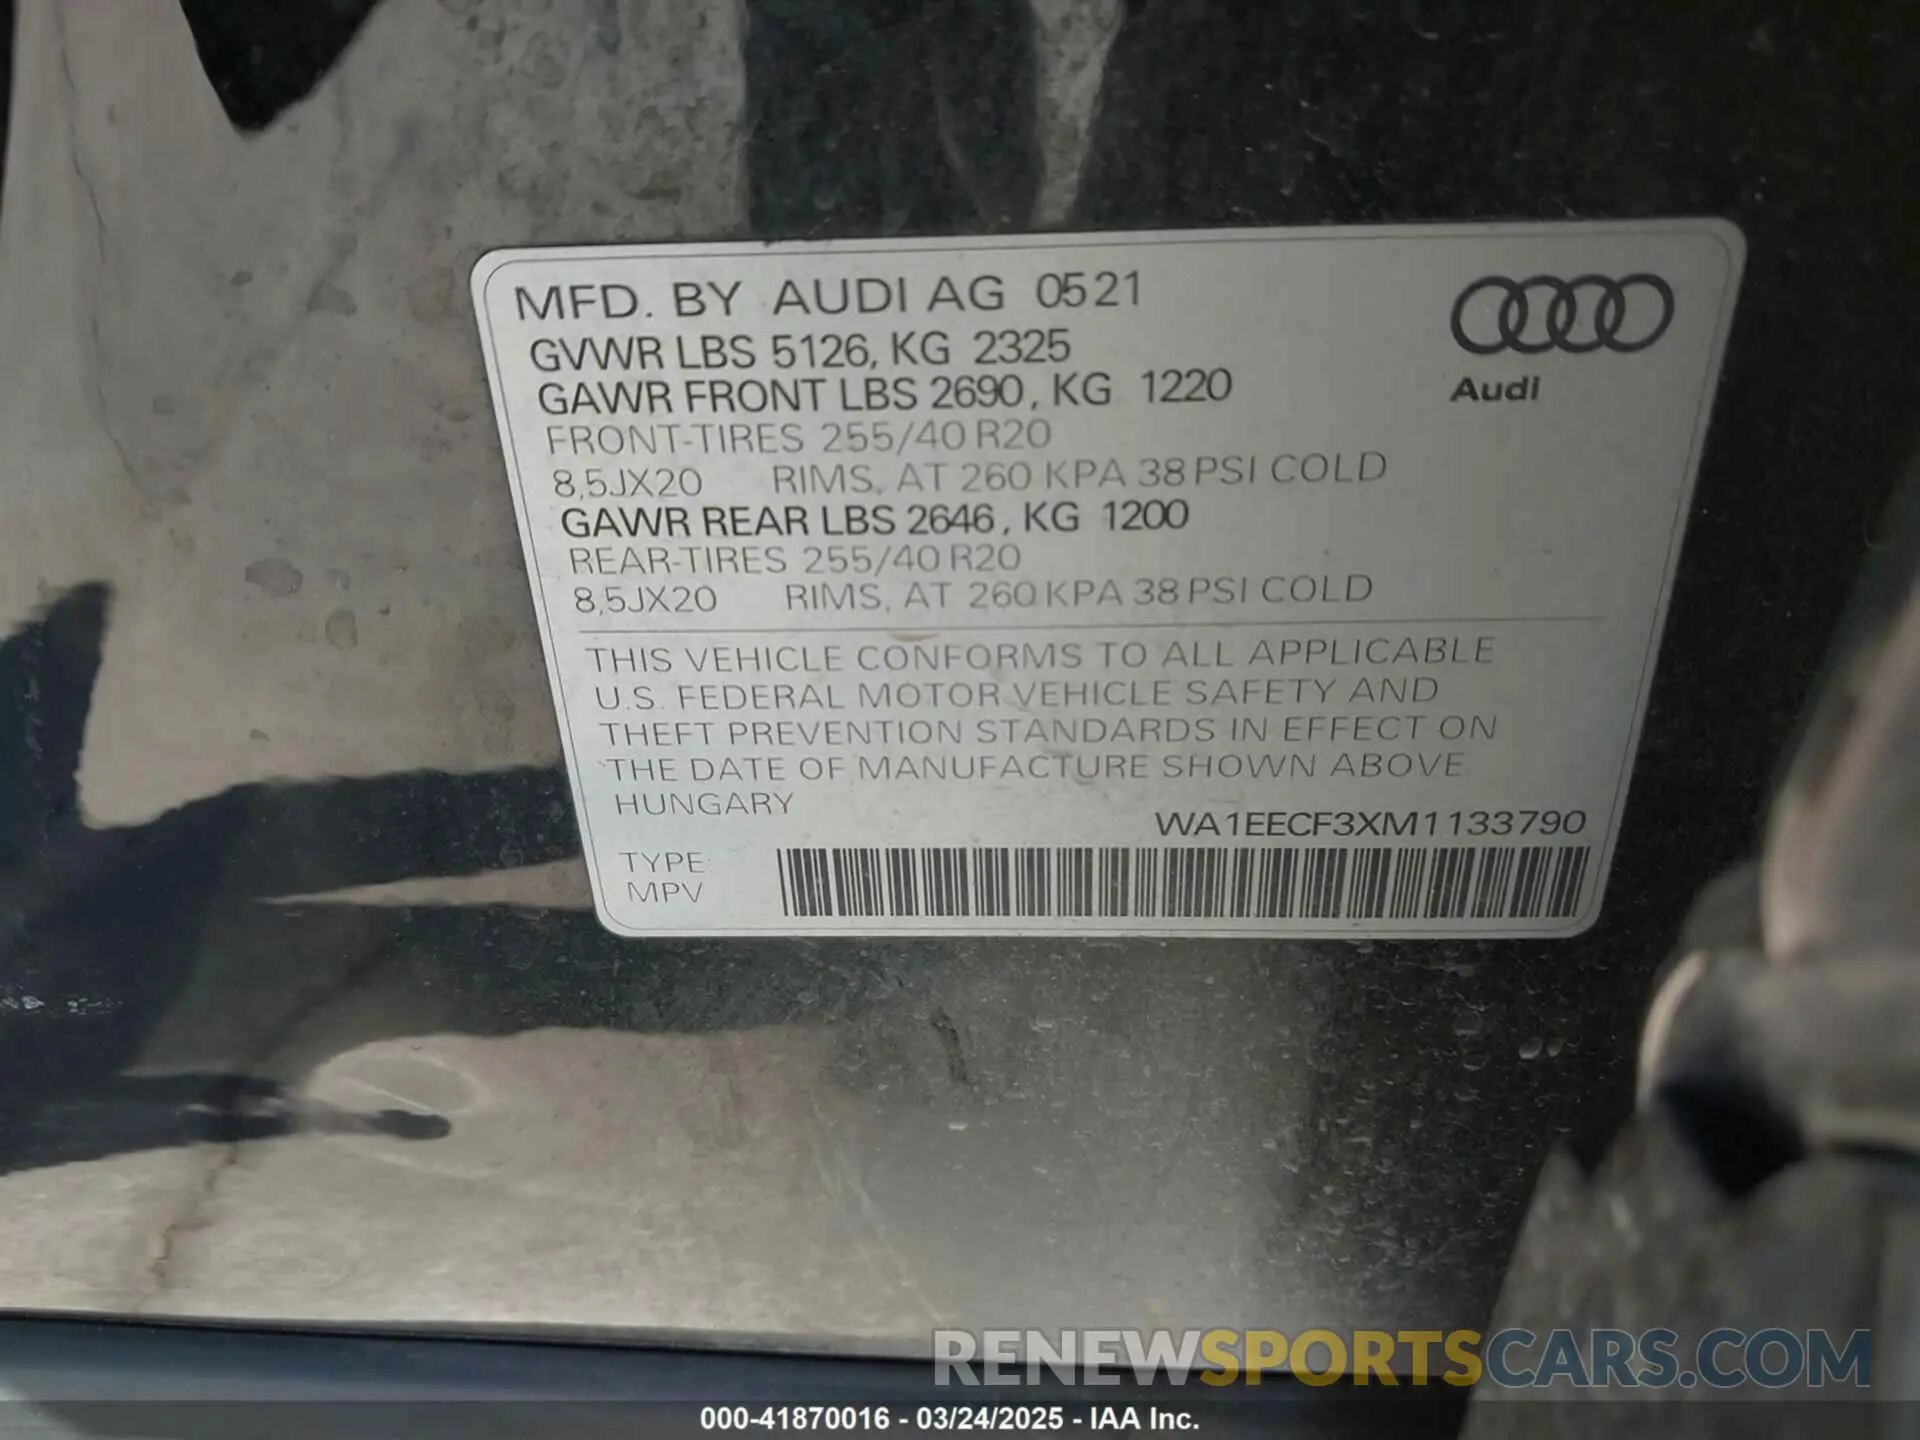 MFD. BY AUDI AG 0521
GVWR LBS 5126, KG 2325
GAWR FRONT LBS 2690, KG 1220
FRONT-TIRES 255/40 R20
8,5JX20 RIMS, AT 260 KPA 38 PSI COLD
GAWR REAR LBS 2646, KG 1200
REAR-TIRES 255/40 R20
8,5JX20 RIMS, AT 260 KPA 38 PSI COLD
Audi
THIS VEHICLE CONFORMS TO ALL APPLICABLE
U.S. FEDERAL MOTOR VEHICLE SAFETY AND
THEFT PREVENTION STANDARDS IN EFFECT ON
THE DATE OF MANUFACTURE SHOWN ABOVE.
HUNGARY
WA1EECF3XM1133790
TYPE:
MPV
RENEWSPORTSCARS.COM
000-41870016 - 03/24/2025 - IAA Inc.